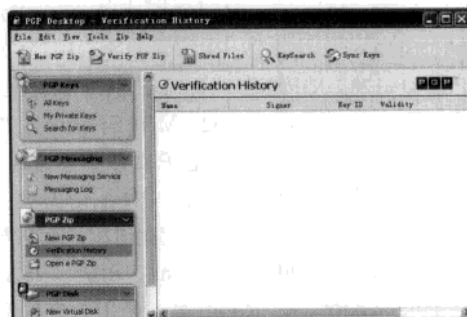 PGP Desktop - Verification History
File Edit View Tools Zip Help
New PGP Zip Verify PGP Zip Shred Files KeySearch Sync Keys
PGP Keys
All Keys
My Private Keys
Search for Keys
PGP Messaging
New Messaging Service
Messaging Log
PGP Zip
New PGP Zip
Verification History
Open a PGP Zip
PGP Disk
New Virtual Disk
Verification History
PGP
Name Signer Key ID Validity